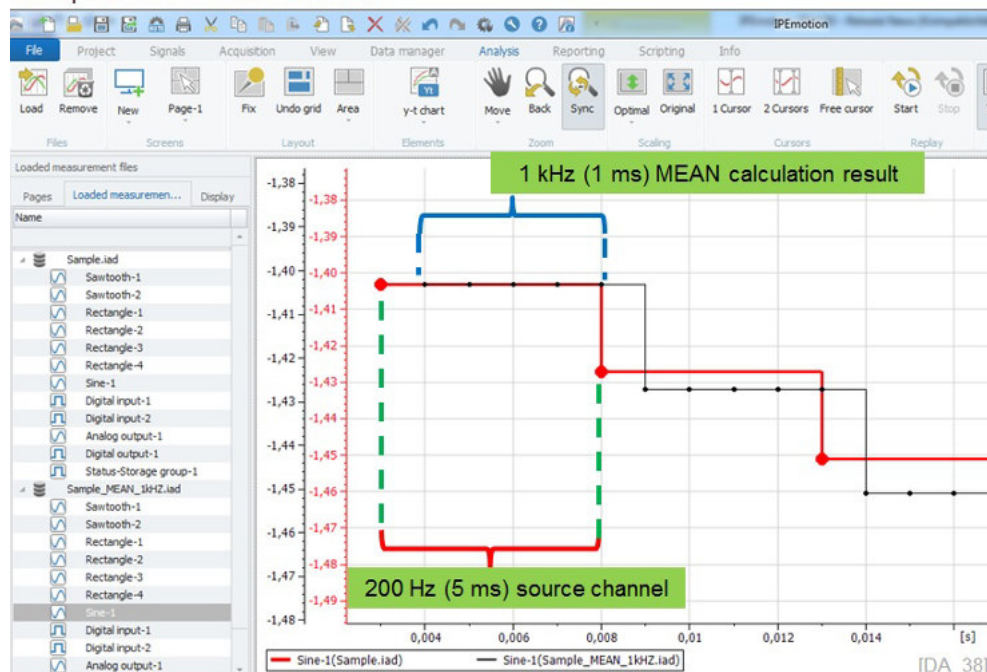 IPEmotion
File Project Signals Acquisition View Data manager Analysis Reporting Scripting Info
Load Remove New Page-1 Fix Undo grid Area y-t chart Move Back Sync Optimal Original 1 Cursor 2 Cursors Free cursor Start Stop
Files Screens Layout Elements Zoom Scaling Cursors Replay
Loaded measurement files
Pages Loaded measuremen... Display
Name
Sample.iad
Sawtooth-1
Sawtooth-2
Rectangle-1
Rectangle-2
Rectangle-3
Rectangle-4
Sine-1
Digital input-1
Digital input-2
Analog output-1
Digital output-1
Status-Storage group-1
Sample_MEAN_1kHZ.iad
Sawtooth-1
Sawtooth-2
Rectangle-1
Rectangle-2
Rectangle-3
Rectangle-4
Sine-1
Digital input-1
Digital input-2
Analog output-1
1 kHz (1 ms) MEAN calculation result
-1,38
-1,39
-1,40
-1,41
-1,42
-1,43
-1,44
-1,45
-1,46
-1,47
-1,48
-1,38
-1,39
-1,40
-1,41
-1,42
-1,43
-1,44
-1,45
-1,46
-1,47
-1,48
-1,49
200 Hz (5 ms) source channel
0,004 0,006 0,008 0,01 0,012 0,014 [s]
Sine-1(Sample.iad) Sine-1(Sample_MEAN_1kHZ.iad)
[DA_38]